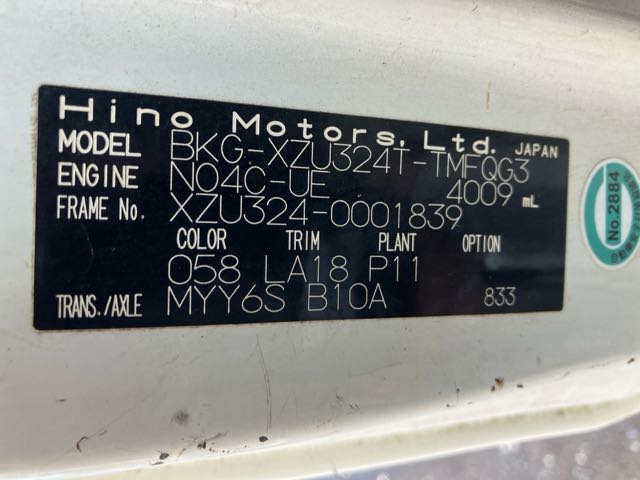 Hino Motors, Ltd. JAPAN
MODEL BKG-XZU324T-TMFQG3
ENGINE N04C-UE 4009 mL
FRAME No. XZU324-0001839
COLOR TRIM PLANT OPTION
058 LA18 P11
TRANS./AXLE MYY6S B10A 833
No.2884